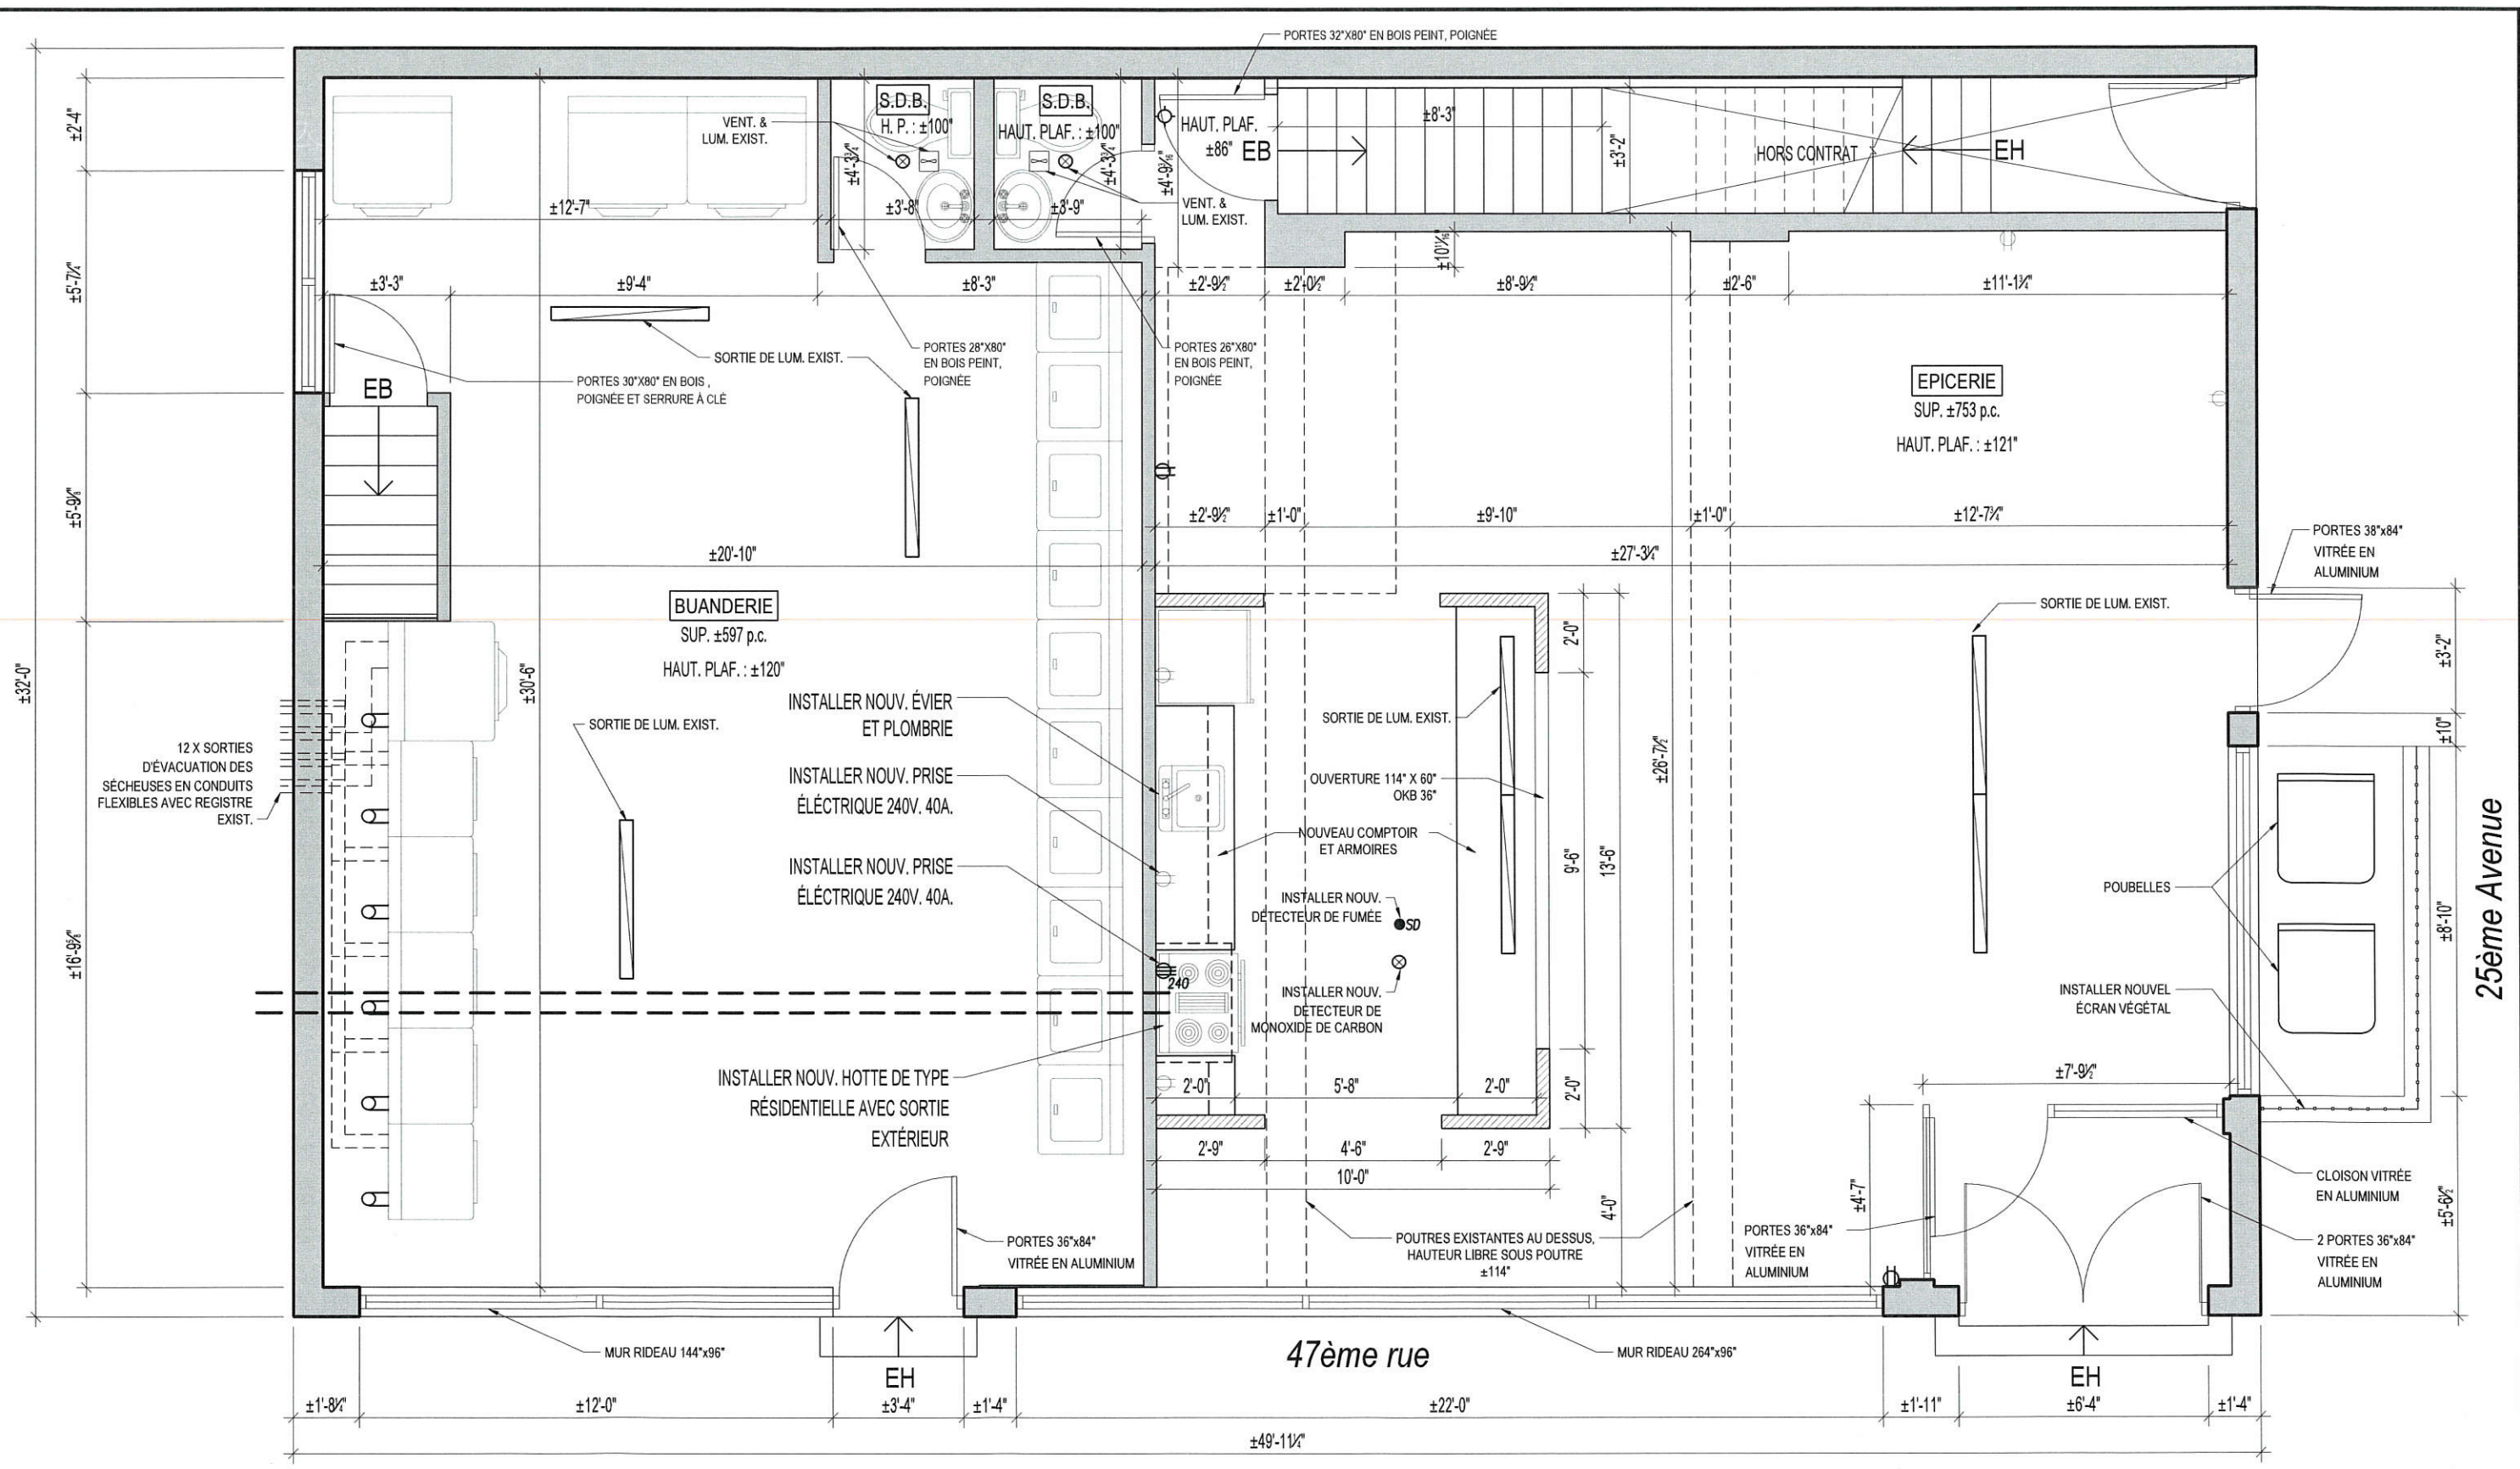 PORTES 32"X80" EN BOIS PEINT, POIGNÉE
S.D.B.
H. P. : ±100"
S.D.B.
HAUT. PLAF. : ±100"
VENT. &
LUM. EXIST.
HAUT. PLAF.
±86"
EB
±8'-3"
±3'-2"
HORS CONTRAT
EH
±2'-4"
±4'-3¾"
±4'-3¾"
±4'-9³⁄₁₆"
VENT. &
LUM. EXIST.
±12'-7"
±3'-8"
±3'-9"
±5'-7¼"
±3'-3"
±9'-4"
±8'-3"
±2'-9½"
±2'-0½"
±8'-9½"
±2'-6"
±11'-1¾"
SORTIE DE LUM. EXIST.
PORTES 28"X80"
EN BOIS PEINT,
POIGNÉE
PORTES 26"X80"
EN BOIS PEINT,
POIGNÉE
PORTES 30"X80" EN BOIS ,
POIGNÉE ET SERRURE À CLÉ
EB
EPICERIE
SUP. ±753 p.c.
HAUT. PLAF. : ±121"
±5'-9⅛"
±2'-9½"
±1'-0"
±9'-10"
±1'-0"
±12'-7¾"
±20'-10"
±27'-3¼"
PORTES 38"x84"
VITRÉE EN
ALUMINIUM
BUANDERIE
SUP. ±597 p.c.
HAUT. PLAF. : ±120"
SORTIE DE LUM. EXIST.
2'-0"
±3'-2"
±32'-0"
±30'-6"
INSTALLER NOUV. ÉVIER
ET PLOMBRIE
SORTIE DE LUM. EXIST.
SORTIE DE LUM. EXIST.
±10"
12 X SORTIES
D'ÉVACUATION DES
SÉCHEUSES EN CONDUITS
FLEXIBLES AVEC REGISTRE
EXIST.
INSTALLER NOUV. PRISE
ÉLÉCTRIQUE 240V. 40A.
OUVERTURE 114" X 60"
OKB 36"
±26'-7½"
NOUVEAU COMPTOIR
ET ARMOIRES
9'-6"
13'-6"
INSTALLER NOUV. PRISE
ÉLÉCTRIQUE 240V. 40A.
INSTALLER NOUV.
DÉTECTEUR DE FUMÉE
SD
POUBELLES
±8'-10"
25ème Avenue
±16'-9⅝"
240
INSTALLER NOUV.
DÉTECTEUR DE
MONOXIDE DE CARBON
INSTALLER NOUVEL
ÉCRAN VÉGÉTAL
INSTALLER NOUV. HOTTE DE TYPE
RÉSIDENTIELLE AVEC SORTIE
EXTÉRIEUR
2'-0"
5'-8"
2'-0"
2'-0"
±7'-9½"
2'-9"
4'-6"
2'-9"
10'-0"
4'-0"
±4'-7"
CLOISON VITRÉE
EN ALUMINIUM
±5'-6½"
PORTES 36"x84"
VITRÉE EN ALUMINIUM
POUTRES EXISTANTES AU DESSUS,
HAUTEUR LIBRE SOUS POUTRE
±114"
PORTES 36"x84"
VITRÉE EN
ALUMINIUM
2 PORTES 36"x84"
VITRÉE EN
ALUMINIUM
MUR RIDEAU 144"x96"
EH
47ème rue
MUR RIDEAU 264"x96"
EH
±1'-8¼"
±12'-0"
±3'-4"
±1'-4"
±22'-0"
±1'-11"
±6'-4"
±1'-4"
±49'-11¼"